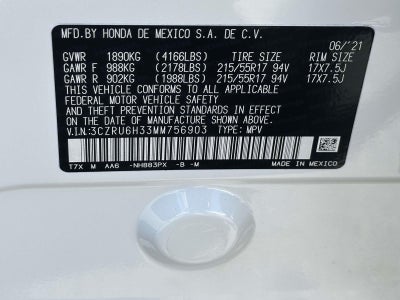 MFD.BY HONDA DE MEXICO S.A. DE C.V.
06/'21
GVWR 1890KG (4166LBS) TIRE SIZE RIM SIZE
GAWR F 988KG (2178LBS) 215/55R17 94V 17X7.5J
GAWR R 902KG (1988LBS) 215/55R17 94V 17X7.5J
THIS VEHICLE CONFORMS TO ALL APPLICABLE
FEDERAL MOTOR VEHICLE SAFETY AND
THEFT PREVENTION STANDARDS IN EFFECT
ON THE DATE OF MANUFACTURE SHOWN ABOVE.
V.I.N:3CZRU6H33MM756903 TYPE: MPV
T7X M AA6 -NH883PX -B -M
MADE IN MEXICO